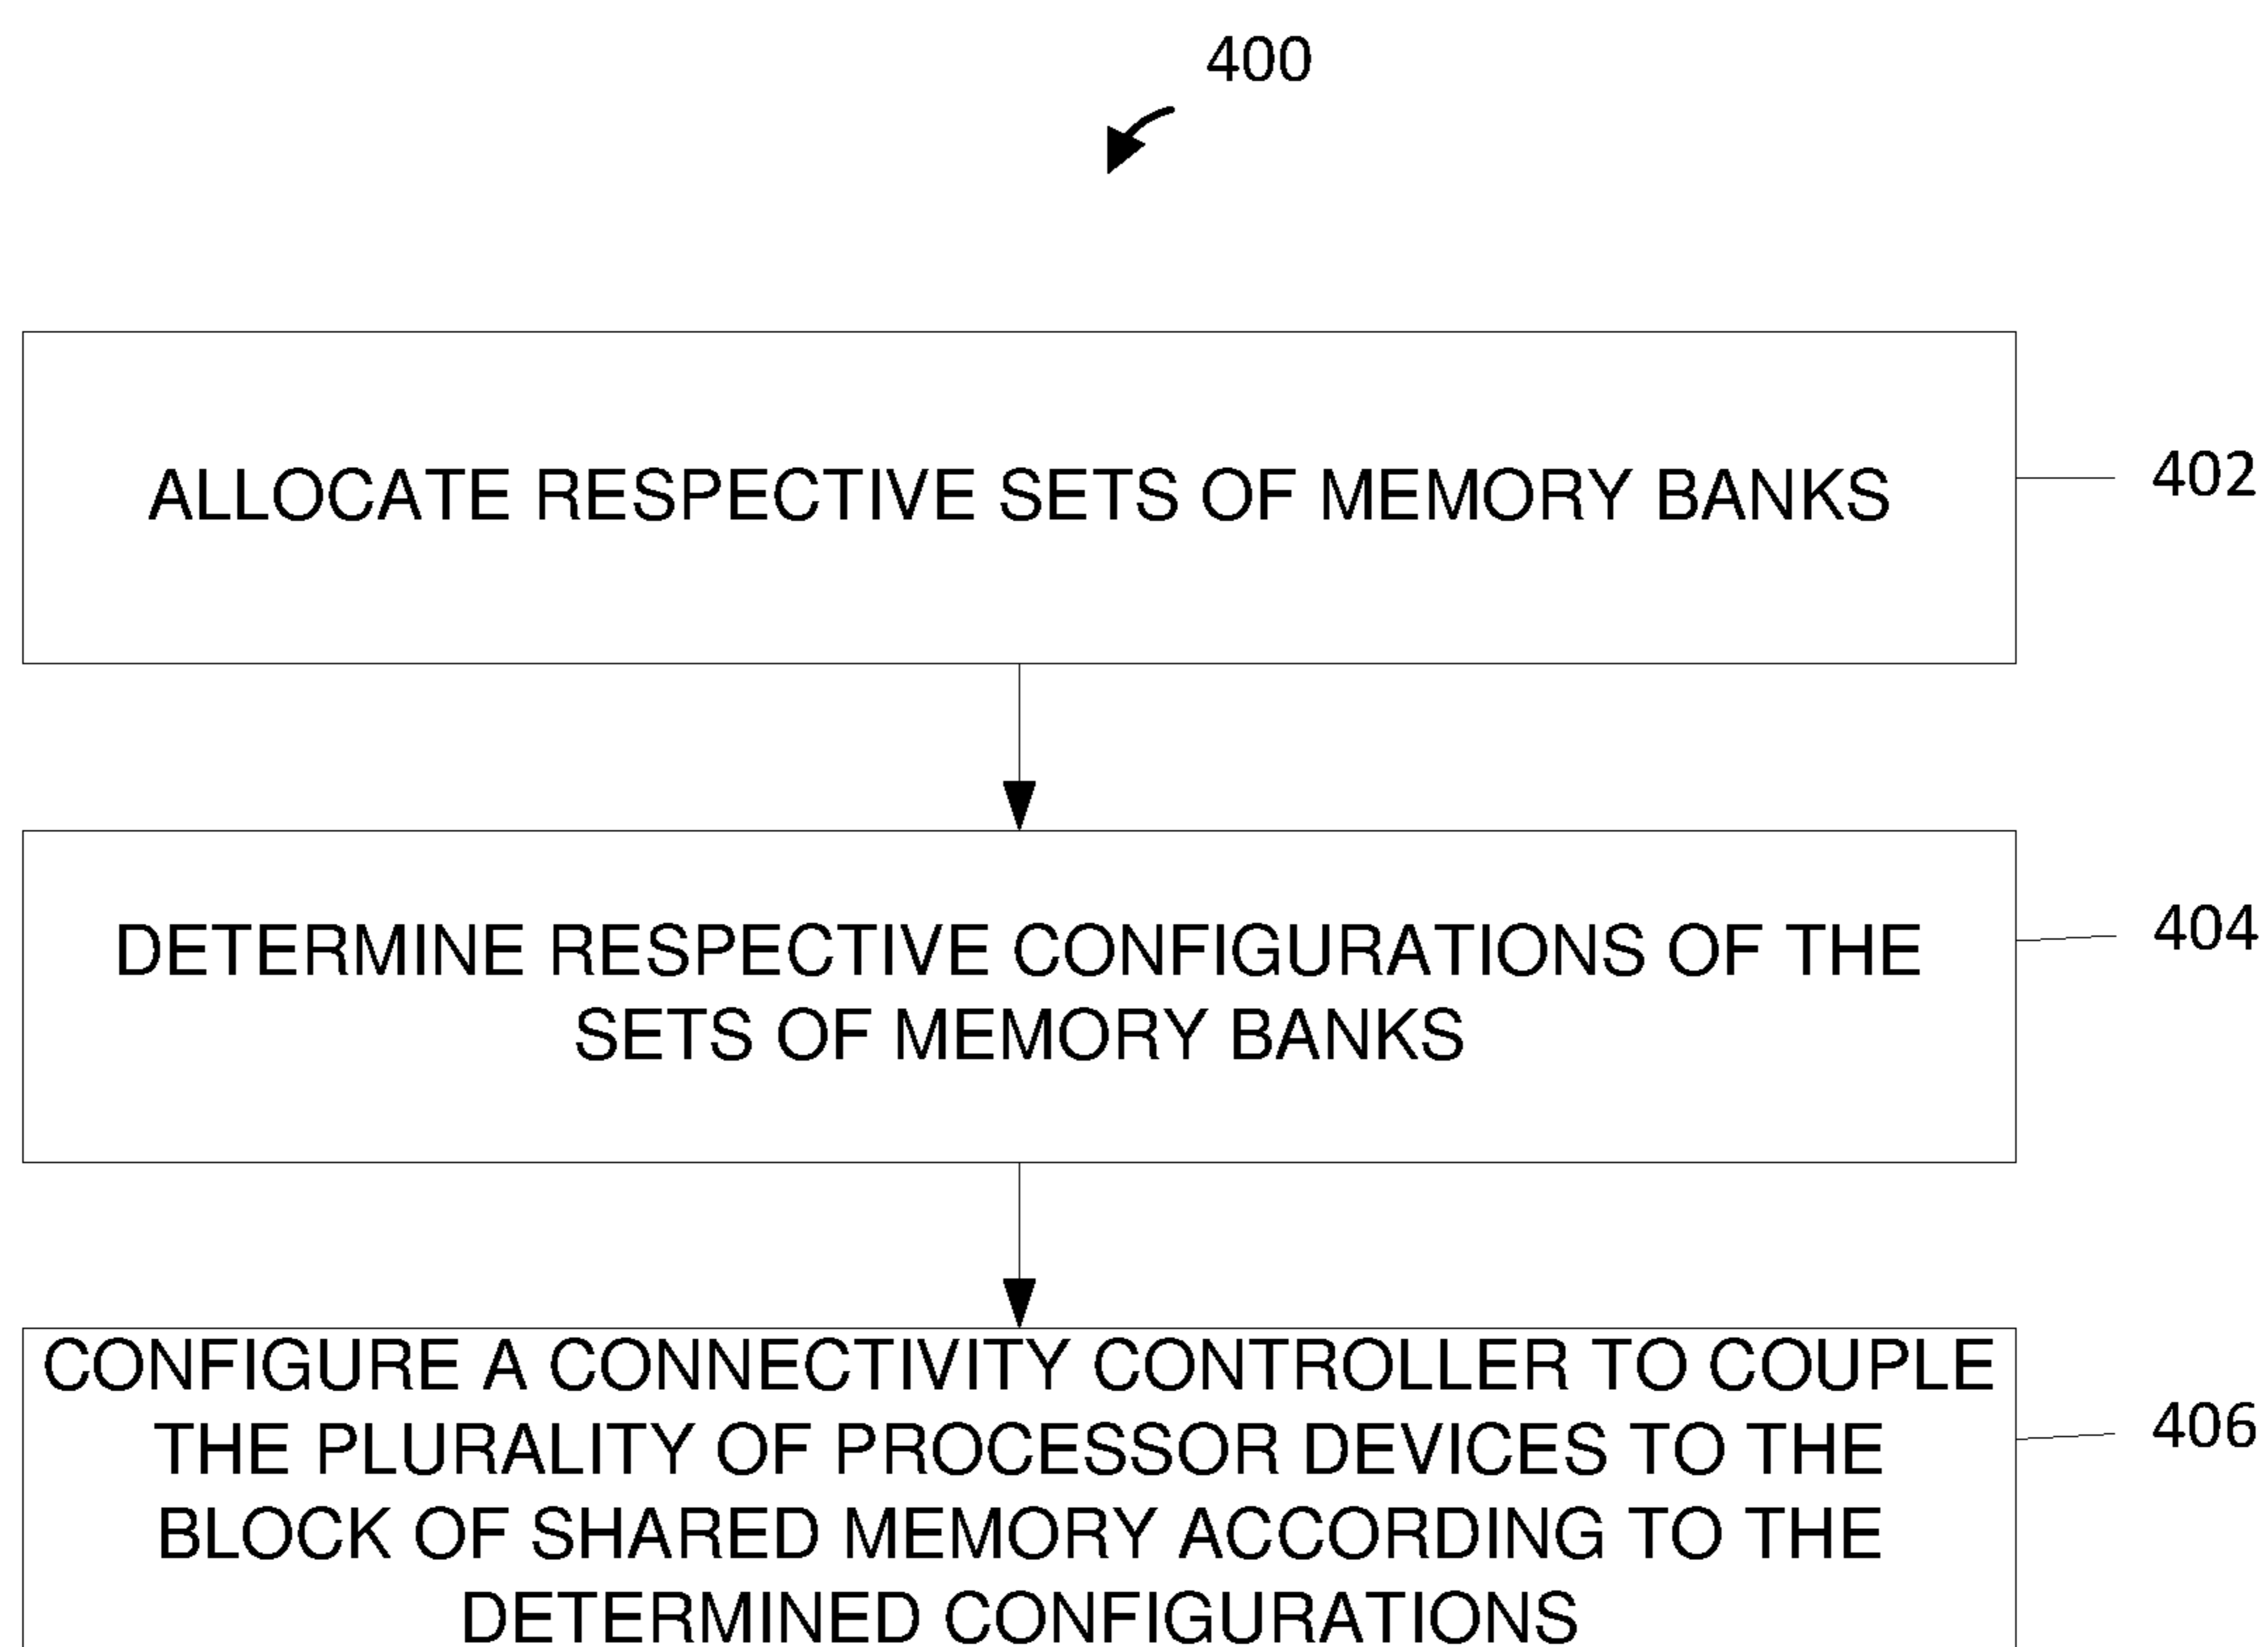 400
ALLOCATE RESPECTIVE SETS OF MEMORY BANKS
402
DETERMINE RESPECTIVE CONFIGURATIONS OF THE
SETS OF MEMORY BANKS
404
CONFIGURE A CONNECTIVITY CONTROLLER TO COUPLE
THE PLURALITY OF PROCESSOR DEVICES TO THE
BLOCK OF SHARED MEMORY ACCORDING TO THE
DETERMINED CONFIGURATIONS
406